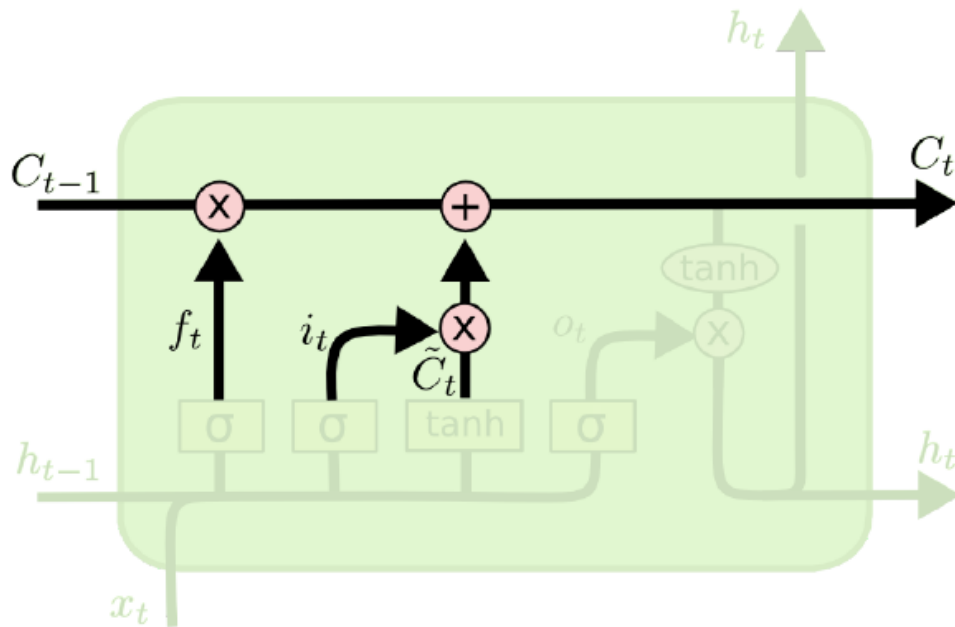 h_t
C_{t-1} C_t
x +
tanh
f_t i_t x o_t x
C̃_t
σ σ tanh σ
h_{t-1} h_t
x_t